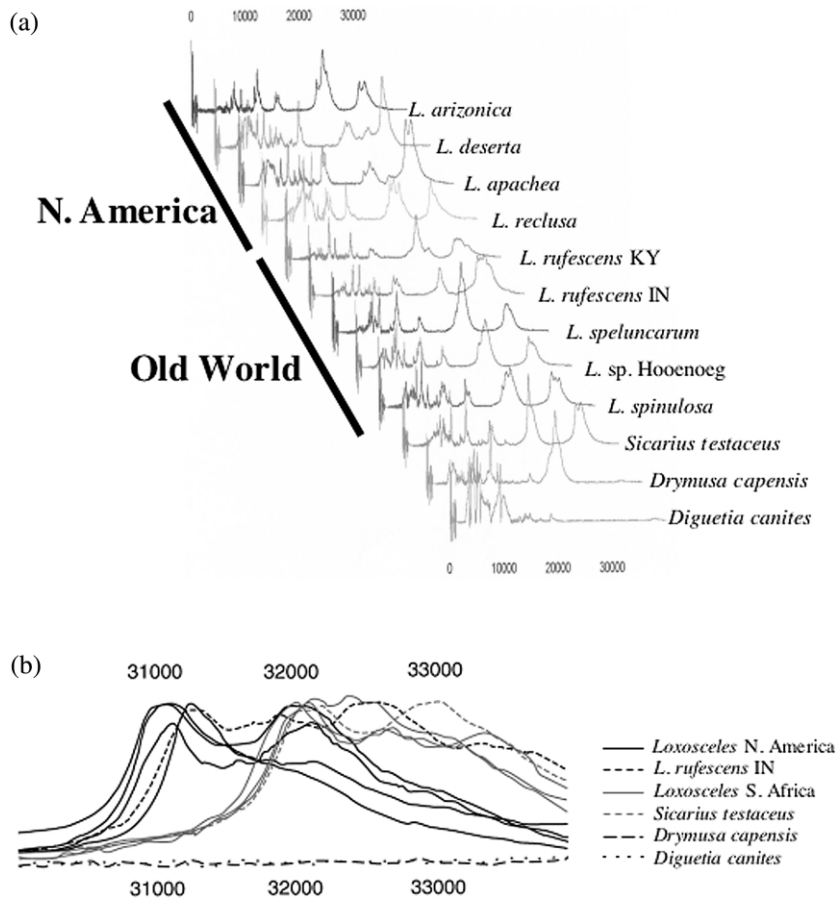 (a)
0 10000 20000 30000
L. arizonica
L. deserta
L. apachea
N. America
L. reclusa
L. rufescens KY
L. rufescens IN
L. speluncarum
Old World
L. sp. Hooenoeg
L. spinulosa
Sicarius testaceus
Drymusa capensis
Diguetia canites
0 10000 20000 30000
(b)
31000 32000 33000
Loxosceles N. America
L. rufescens IN
Loxosceles S. Africa
Sicarius testaceus
Drymusa capensis
Diguetia canites
31000 32000 33000